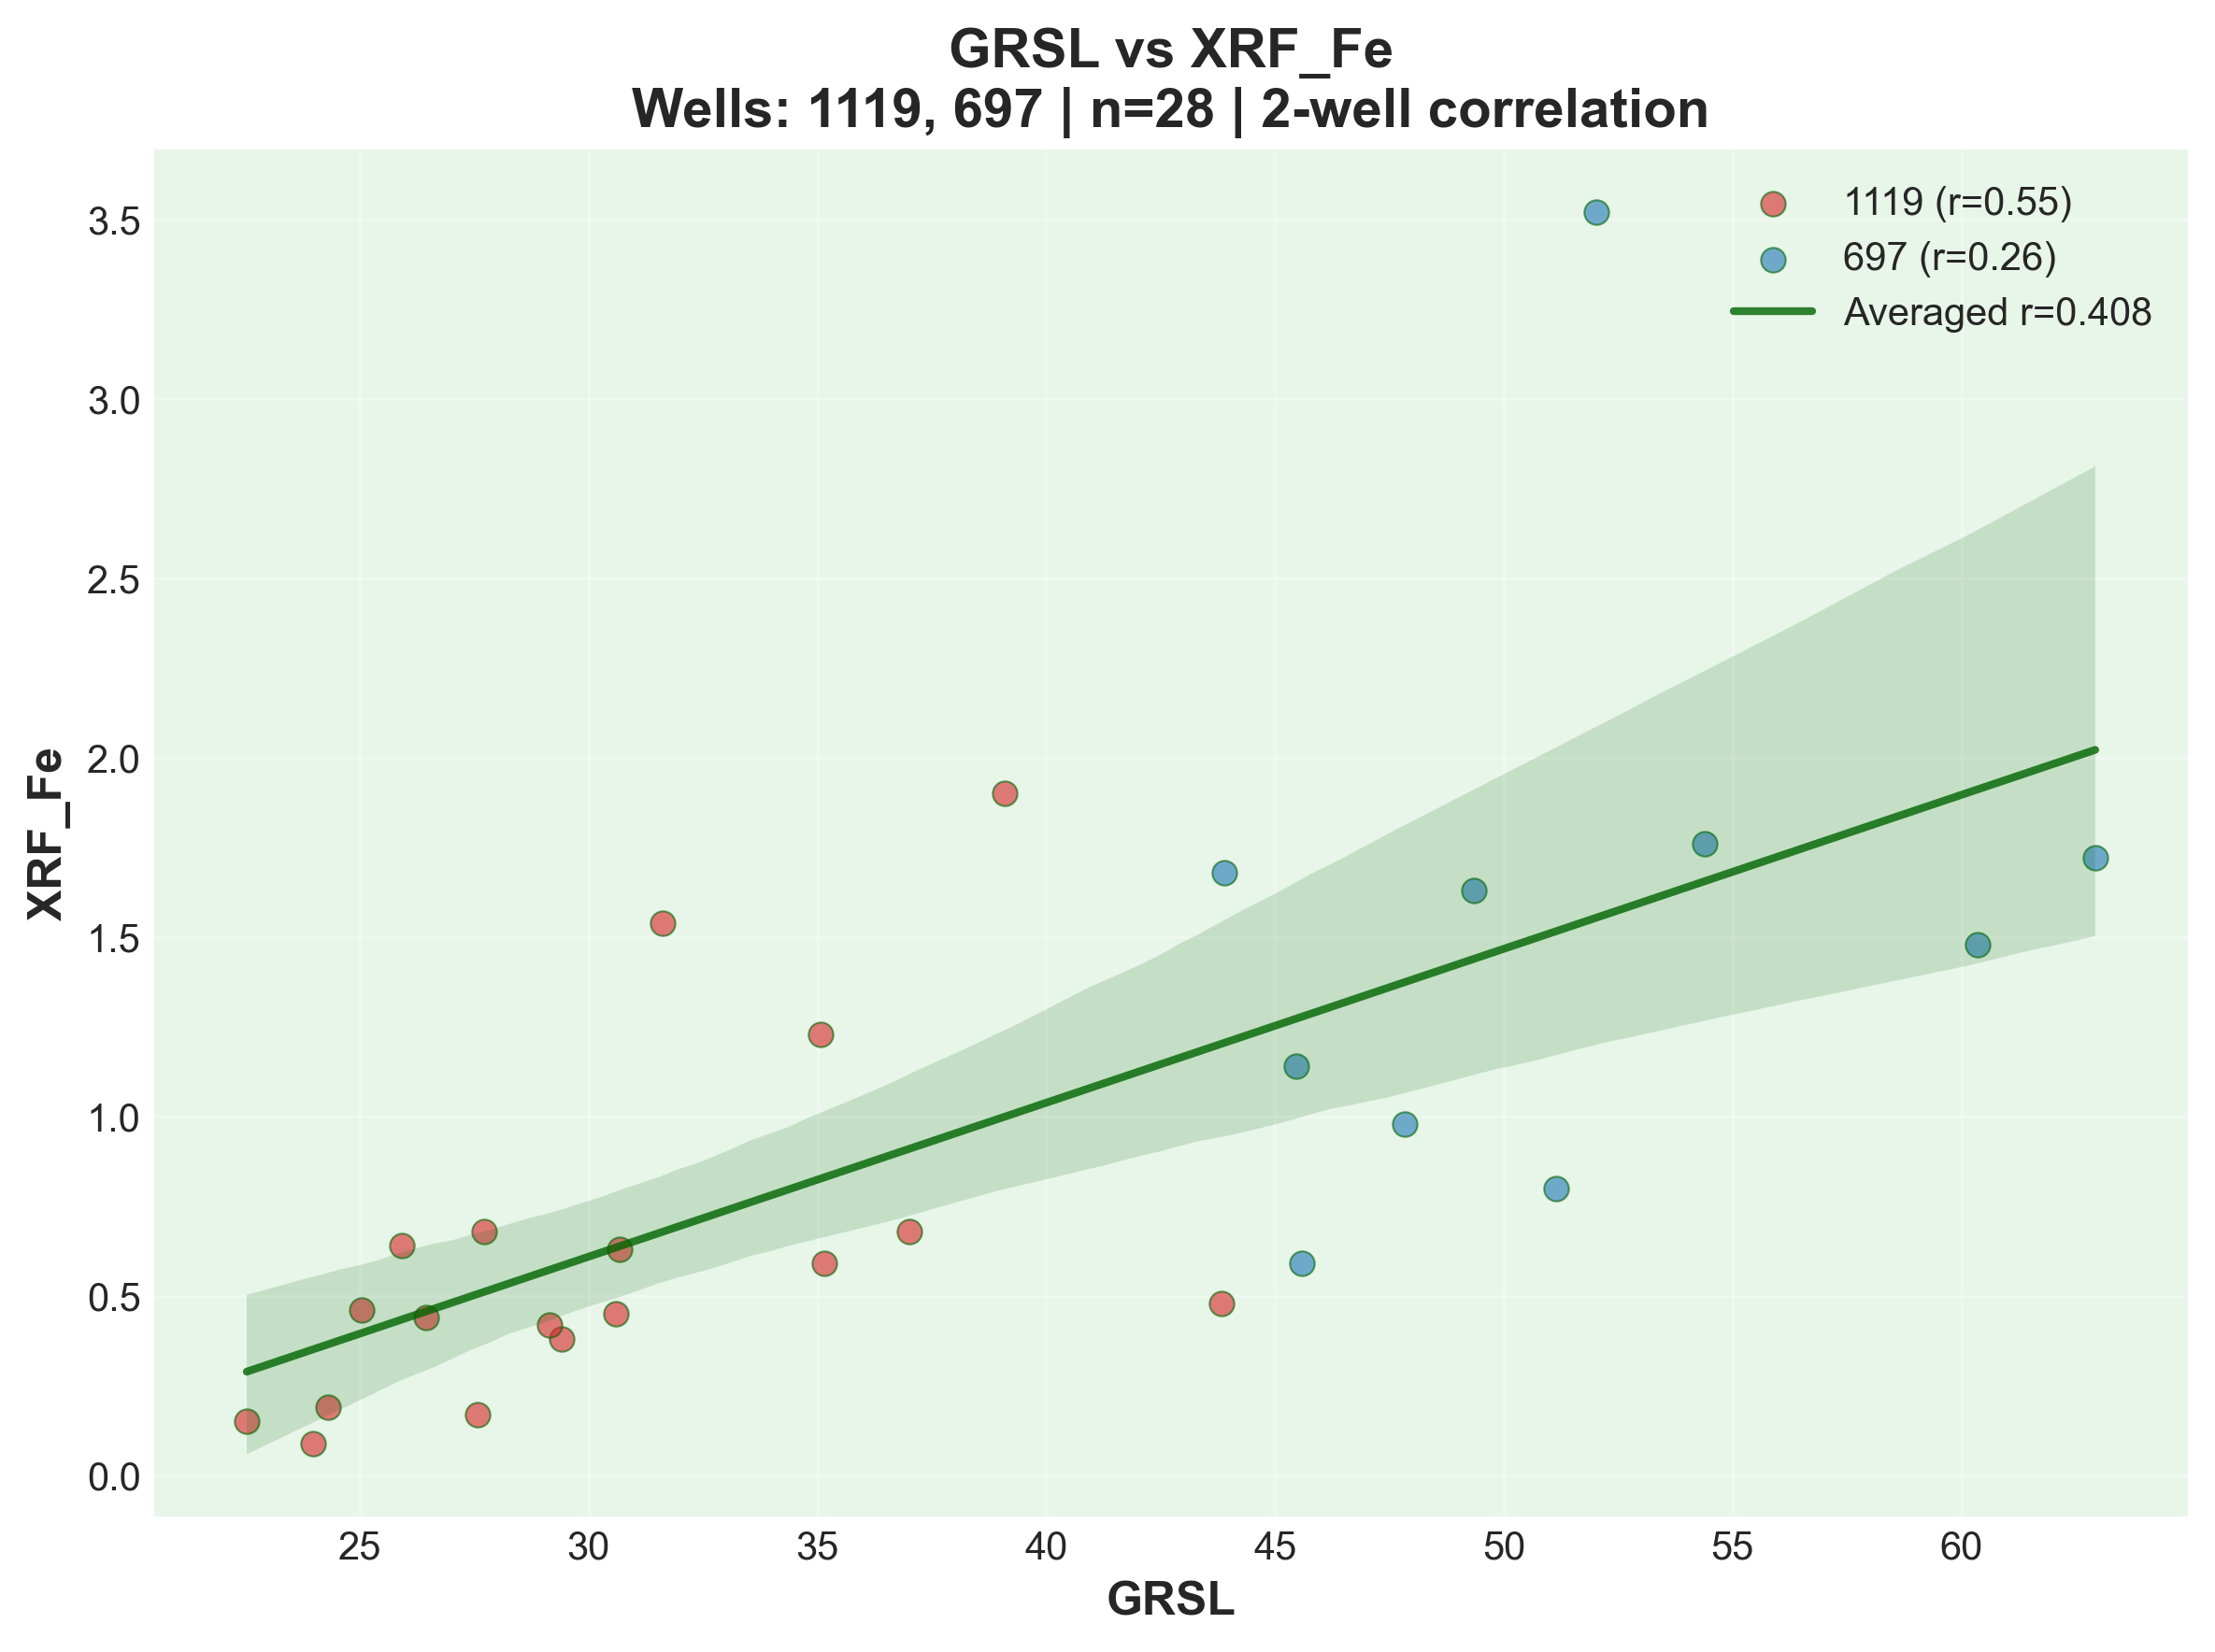 GRSL vs XRF_Fe
Wells: 1119, 697 | n=28 | 2-well correlation
1119 (r=0.55)
697 (r=0.26)
Averaged r=0.408
XRF_Fe
3.5
3.0
2.5
2.0
1.5
1.0
0.5
0.0
25 30 35 40 45 50 55 60
GRSL